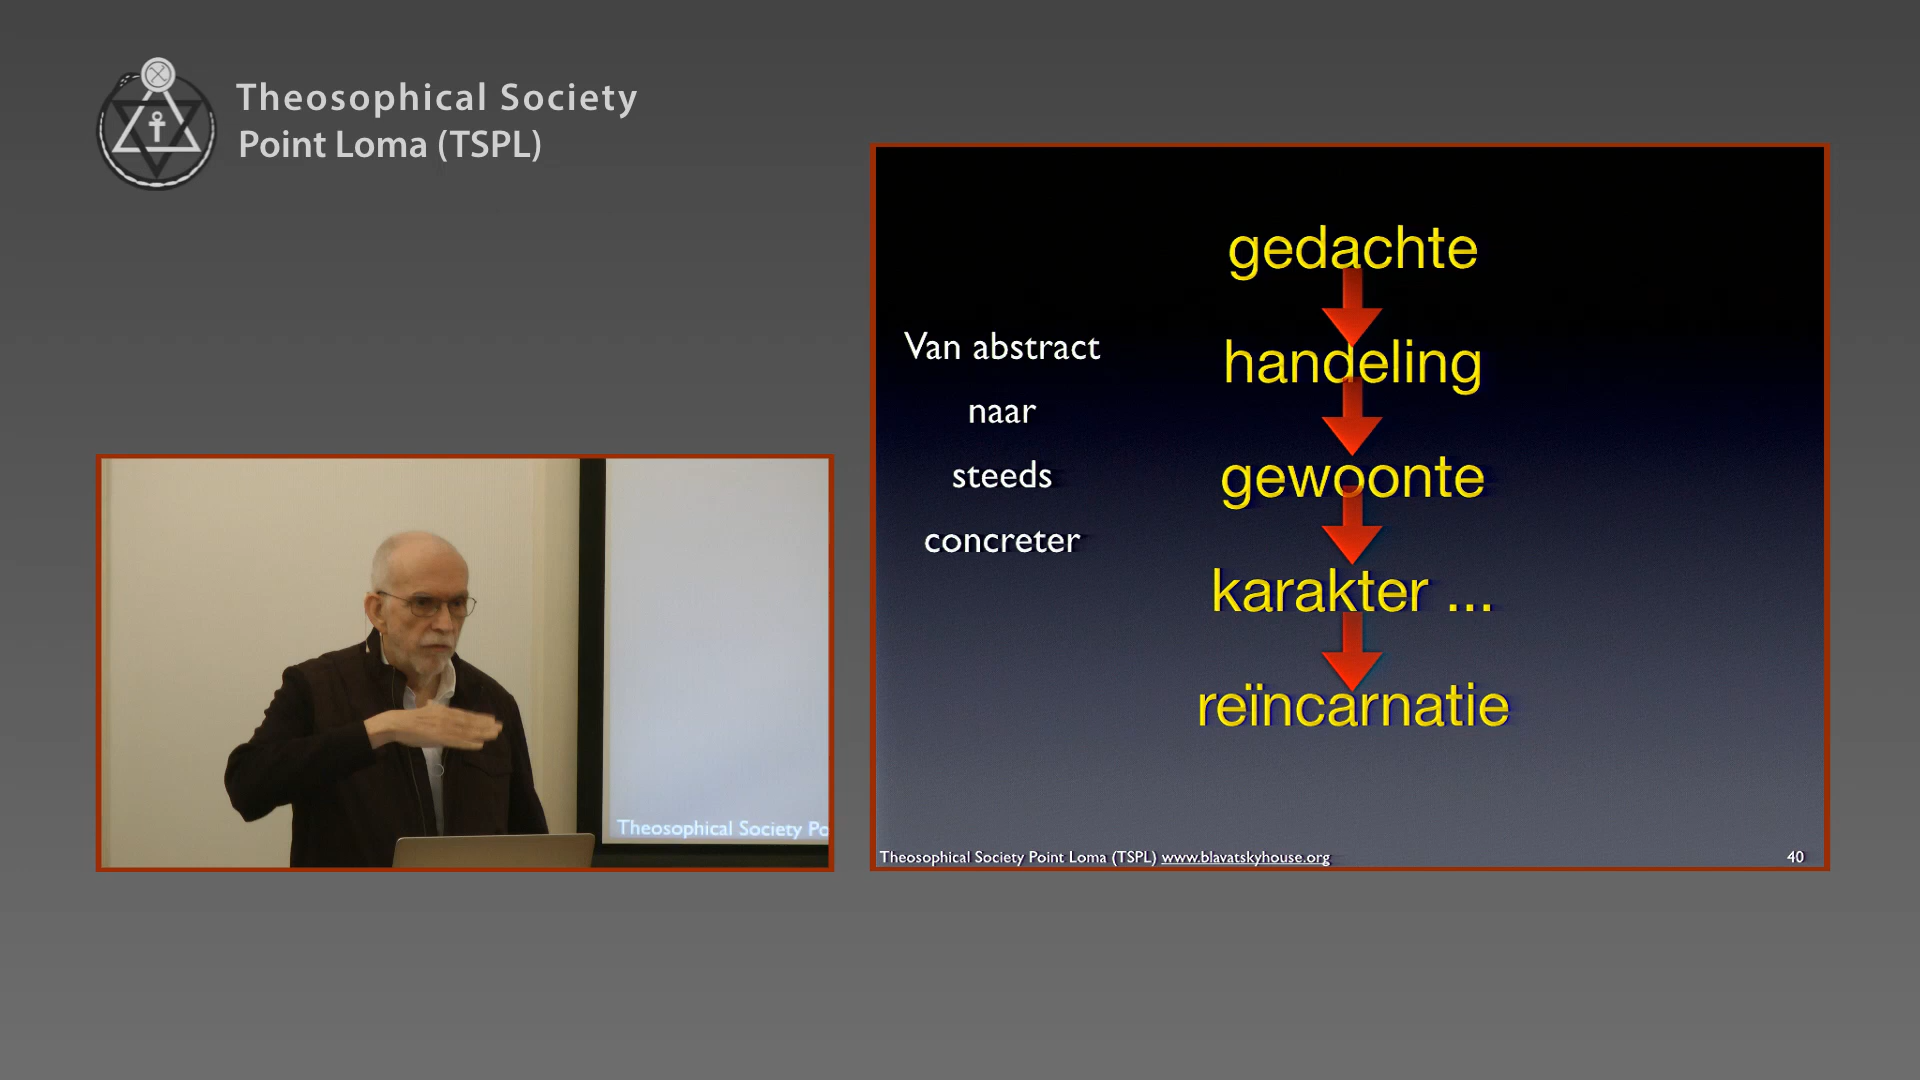 Theosophical Society
Point Loma (TSPL)
gedachte
handeling
gewoonte
karakter ...
reïncarnatie
Van abstract
naar
steeds
concreter
Theosophical Society Point Loma (TSPL) www.blavatskyhouse.org
40
Theosophical Society Po